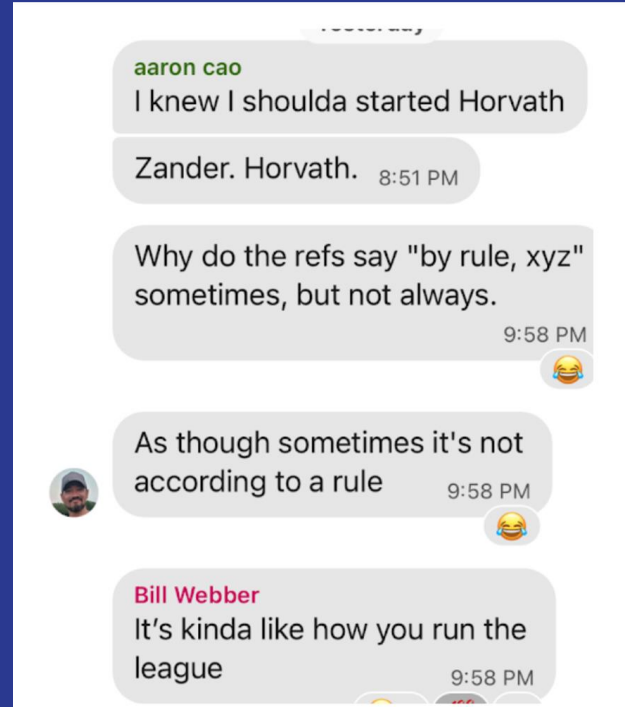 aaron cao
I knew I shoulda started Horvath
Zander. Horvath. 8:51 PM
Why do the refs say "by rule, xyz"
sometimes, but not always.
9:58 PM
As though sometimes it's not
according to a rule 9:58 PM
Bill Webber
It’s kinda like how you run the
league 9:58 PM